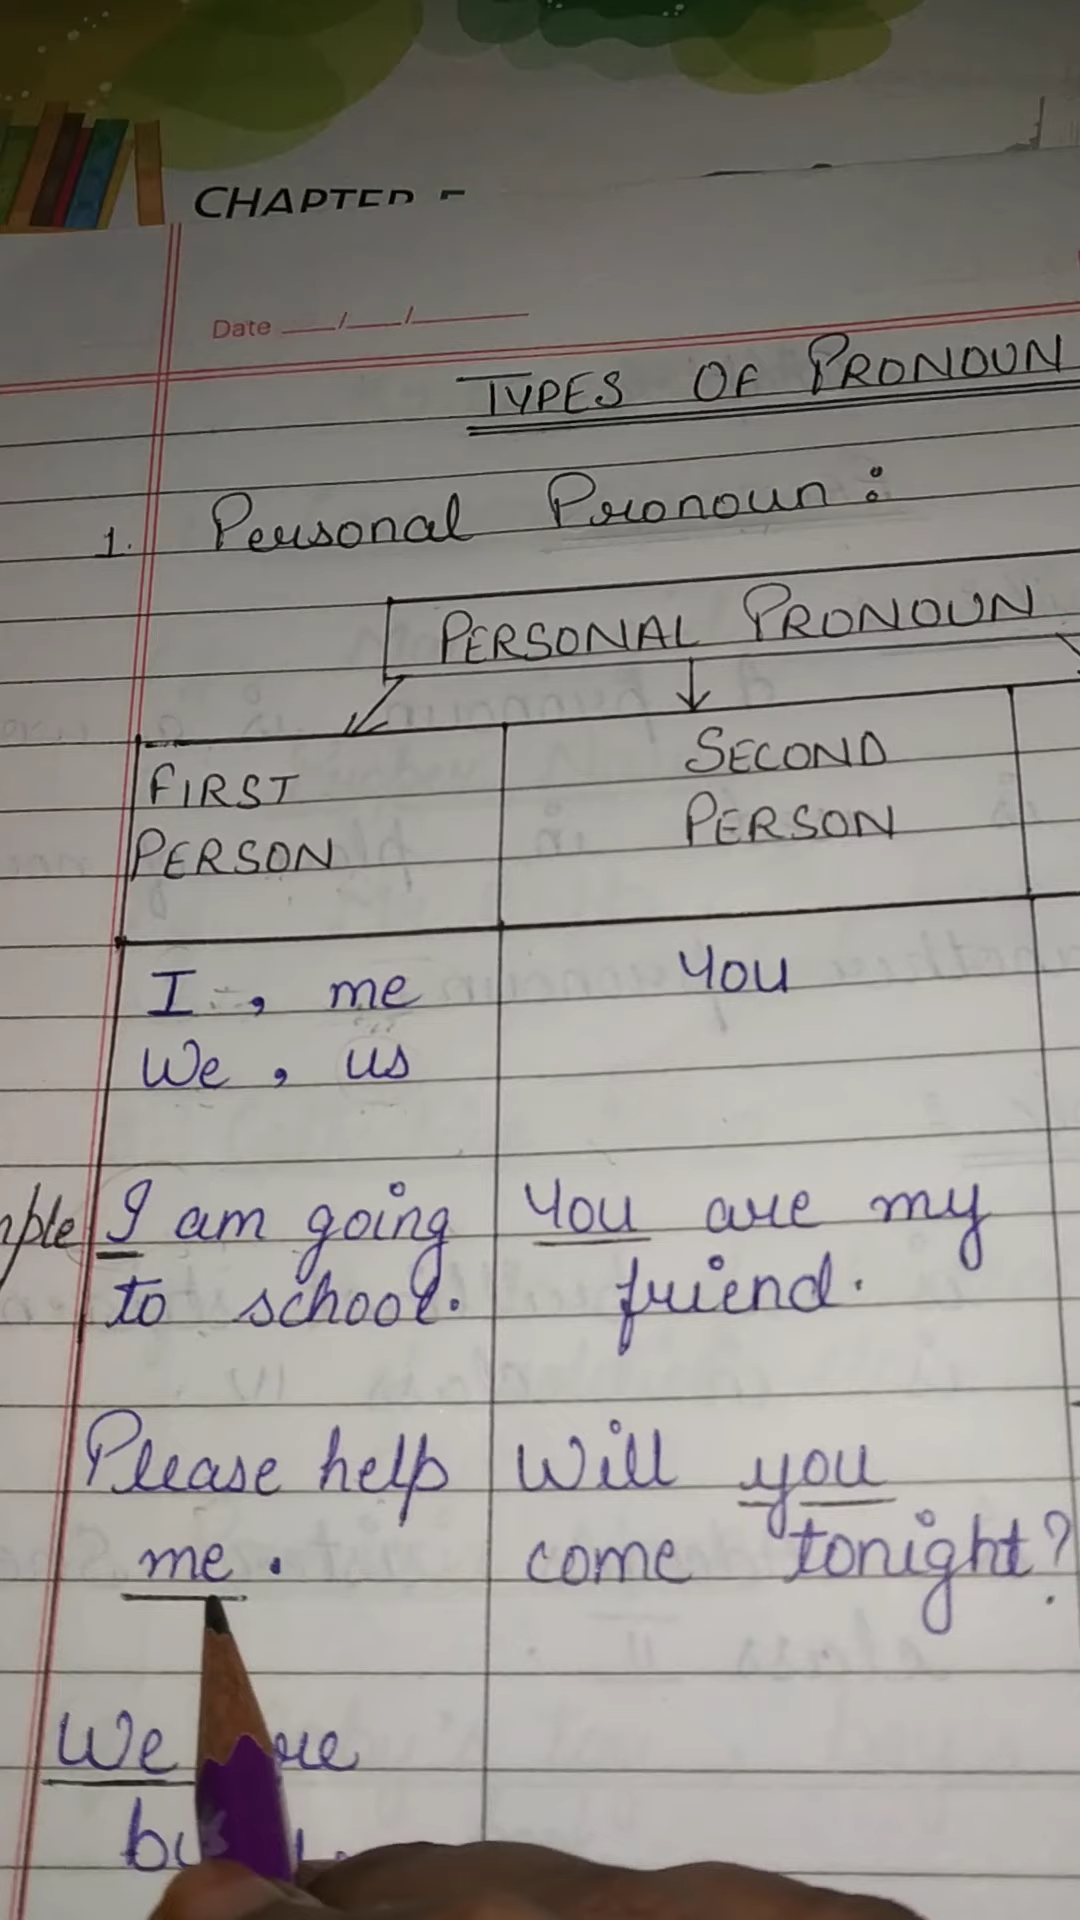 CHAPTER
Date
TYPES OF PRONOUN
1. Personal Pronoun :
PERSONAL PRONOUN
FIRST
PERSON
SECOND
PERSON
I , me
We , us
You
I am going
to school.
You are my
friend.
Please help
me .
Will you
come tonight?
We